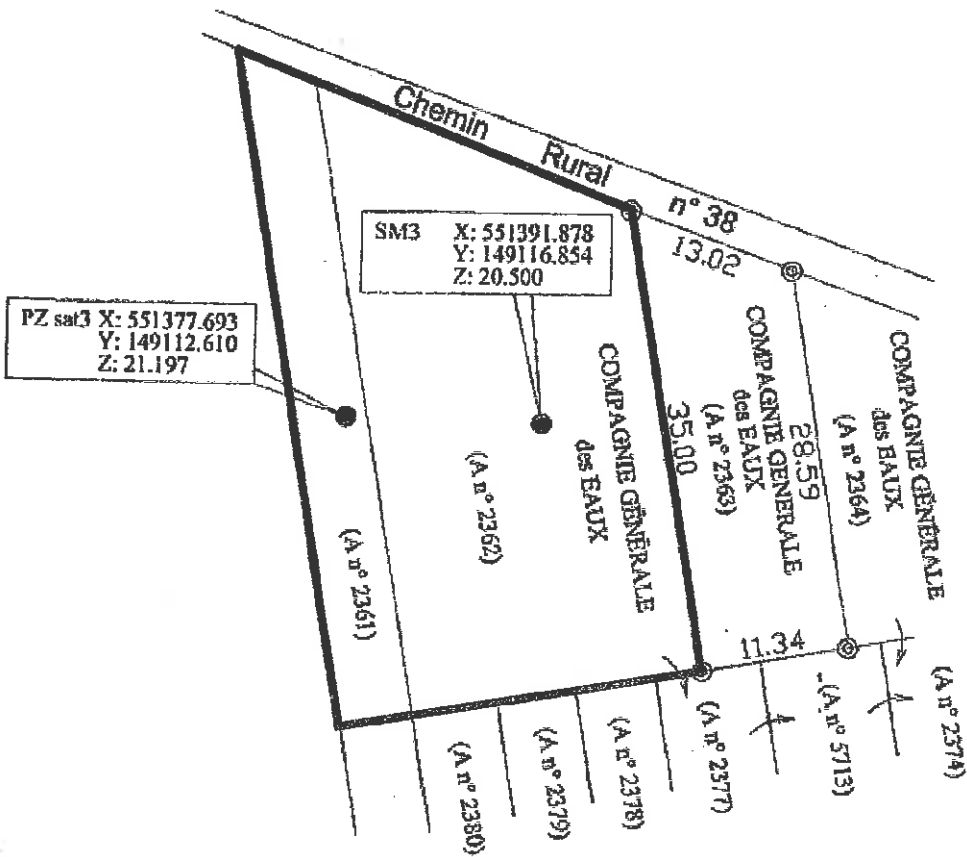 Chemin Rural n° 38
13.02
SM3 X: 551391.878
Y: 149116.854
Z: 20.500
PZ sat3 X: 551377.693
Y: 149112.610
Z: 21.197
COMPAGNIE GÉNÉRALE
des EAUX
(A n° 2364)
28.59
COMPAGNIE GENERALE
des EAUX
(A n° 2363)
35.00
COMPAGNIE GÉNÉRALE
des EAUX
(A n° 2362)
(A n° 2361)
11.34
(A n° 2374)
(A n° 5713)
(A n° 2377)
(A n° 2378)
(A n° 2379)
(A n° 2380)